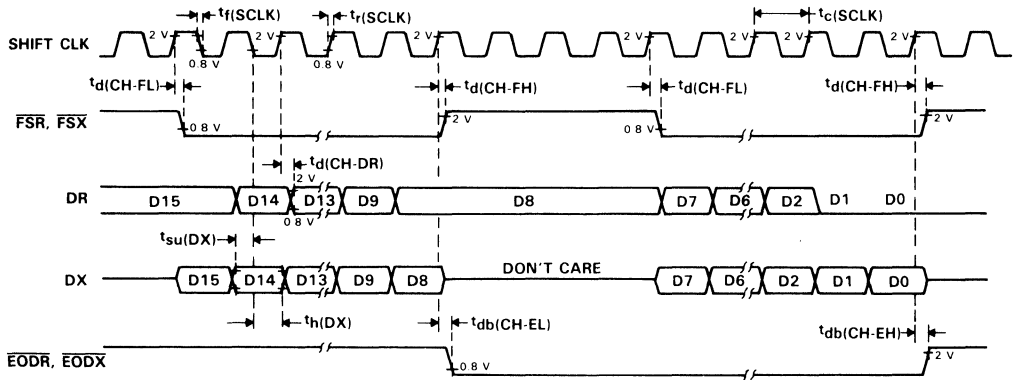 tf(SCLK) tr(SCLK) tc(SCLK)
SHIFT CLK 2 V 2 V 2 V 2 V 2 V 2 V 2 V
0.8 V 0.8 V
td(CH-FL) td(CH-FH) td(CH-FL) td(CH-FH)
FSR, FSX 0 8 V 2 V 0 8 V 2 V
td(CH-DR)
2 V
DR D15 D14 D13 D9 D8 D7 D6 D2 D1 D0
0 8 V
tsu(DX)
DX D15 D14 D13 D9 D8 DON'T CARE D7 D6 D2 D1 D0
th(DX) tdb(CH-EL) tdb(CH-EH)
EODR, EODX 0 8 V 2 V